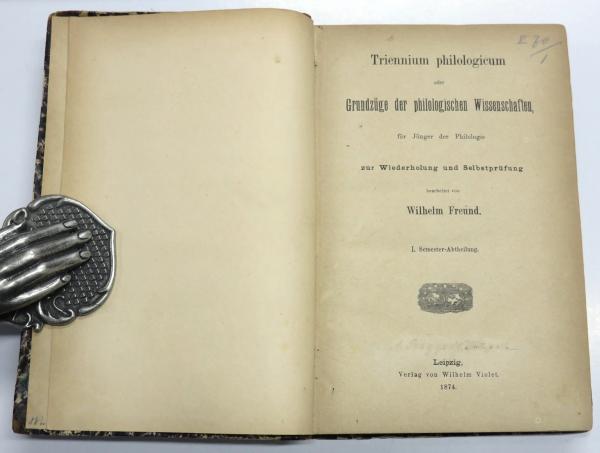 Triennium philologicum
oder
Grundzüge der philologischen Wissenschaften,
für Jünger der Philologie
zur Wiederholung und Selbstprüfung
bearbeitet von
Wilhelm Freund.
I. Semester-Abtheilung.
Leipzig,
Verlag von Wilhelm Violet.
1874.